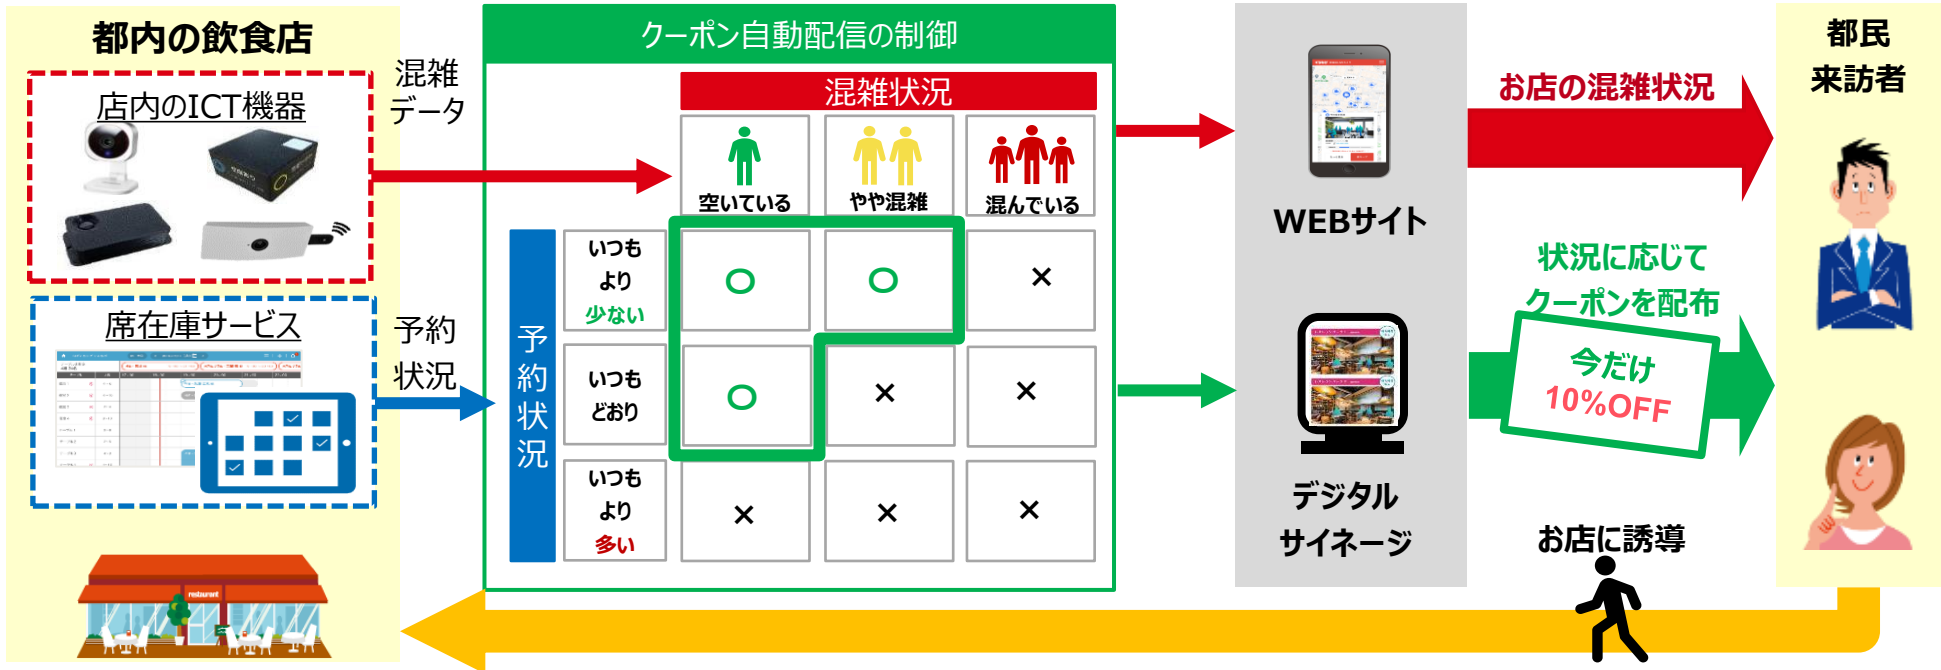 都内の飲食店
店内のICT機器
席在庫サービス
restaurant
混雑
データ
予約
状況
クーポン自動配信の制御
混雑状況
空いている
やや混雑
混んでいる
予約状況
いつも
より
少ない
○
○
×
いつも
どおり
○
×
×
いつも
より
多い
×
×
×
WEBサイト
デジタル
サイネージ
お店の混雑状況
状況に応じて
クーポンを配布
今だけ
10%OFF
お店に誘導
都民
来訪者